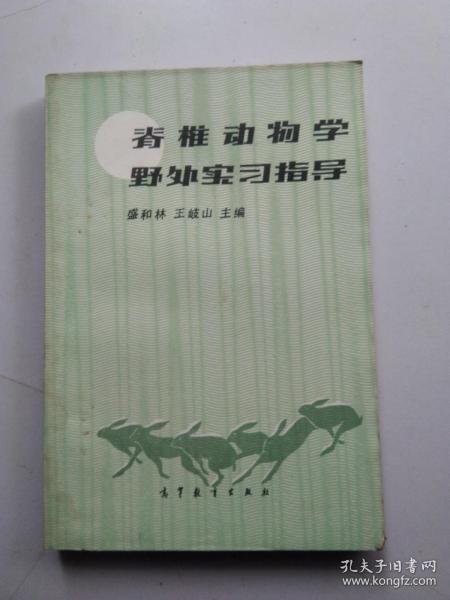 脊椎动物学
野外实习指导
盛和林 王岐山 主编
高等教育出版社
孔夫子旧书网
www.kongfz.com